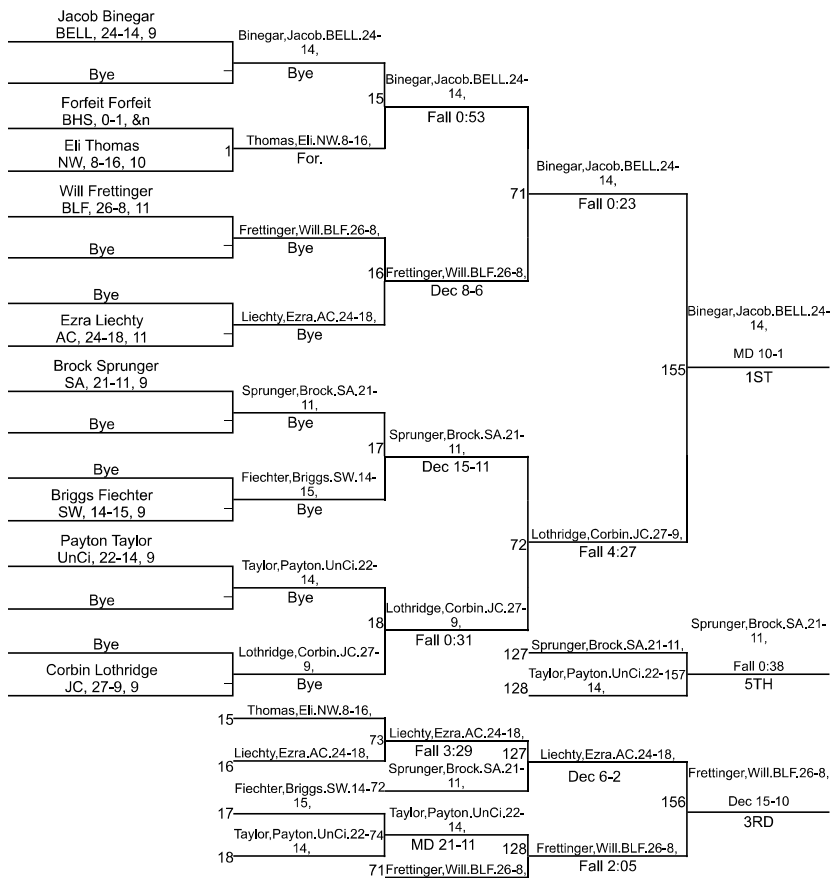 Jacob Binegar
BELL, 24-14, 9
Bye
Forfeit Forfeit
BHS, 0-1, &n
Eli Thomas
NW, 8-16, 10
1
Will Frettinger
BLF, 26-8, 11
Bye
Bye
Ezra Liechty
AC, 24-18, 11
Brock Sprunger
SA, 21-11, 9
Bye
Bye
Briggs Fiechter
SW, 14-15, 9
Payton Taylor
UnCi, 22-14, 9
Bye
Bye
Corbin Lothridge
JC, 27-9, 9
Binegar,Jacob.BELL.24-
14,
Bye
15
Thomas,Eli.NW.8-16,
For.
Frettinger,Will.BLF.26-8,
Bye
16
Liechty,Ezra.AC.24-18,
Bye
Sprunger,Brock.SA.21-
11,
Bye
17
Fiechter,Briggs.SW.14-
15,
Bye
Taylor,Payton.UnCi.22-
14,
Bye
18
Lothridge,Corbin.JC.27-
9,
Bye
Binegar,Jacob.BELL.24-
14,
Fall 0:53
71
Frettinger,Will.BLF.26-8,
Dec 8-6
Sprunger,Brock.SA.21-
11,
Dec 15-11
72
Lothridge,Corbin.JC.27-
9,
Fall 0:31
Binegar,Jacob.BELL.24-
14,
Fall 0:23
155
Lothridge,Corbin.JC.27-9,
Fall 4:27
Binegar,Jacob.BELL.24-
14,
MD 10-1
1ST
127
Sprunger,Brock.SA.21-11,
128
Taylor,Payton.UnCi.22-
14,
157
Sprunger,Brock.SA.21-
11,
Fall 0:38
5TH
15
Thomas,Eli.NW.8-16,
16
Liechty,Ezra.AC.24-18,
73
Liechty,Ezra.AC.24-18,
Fall 3:29
72
Sprunger,Brock.SA.21-
11,
127
Liechty,Ezra.AC.24-18,
Dec 6-2
17
Fiechter,Briggs.SW.14-
15,
18
Taylor,Payton.UnCi.22-
14,
74
Taylor,Payton.UnCi.22-
14,
MD 21-11
71
Frettinger,Will.BLF.26-8,
128
Frettinger,Will.BLF.26-8,
Fall 2:05
156
Frettinger,Will.BLF.26-8,
Dec 15-10
3RD